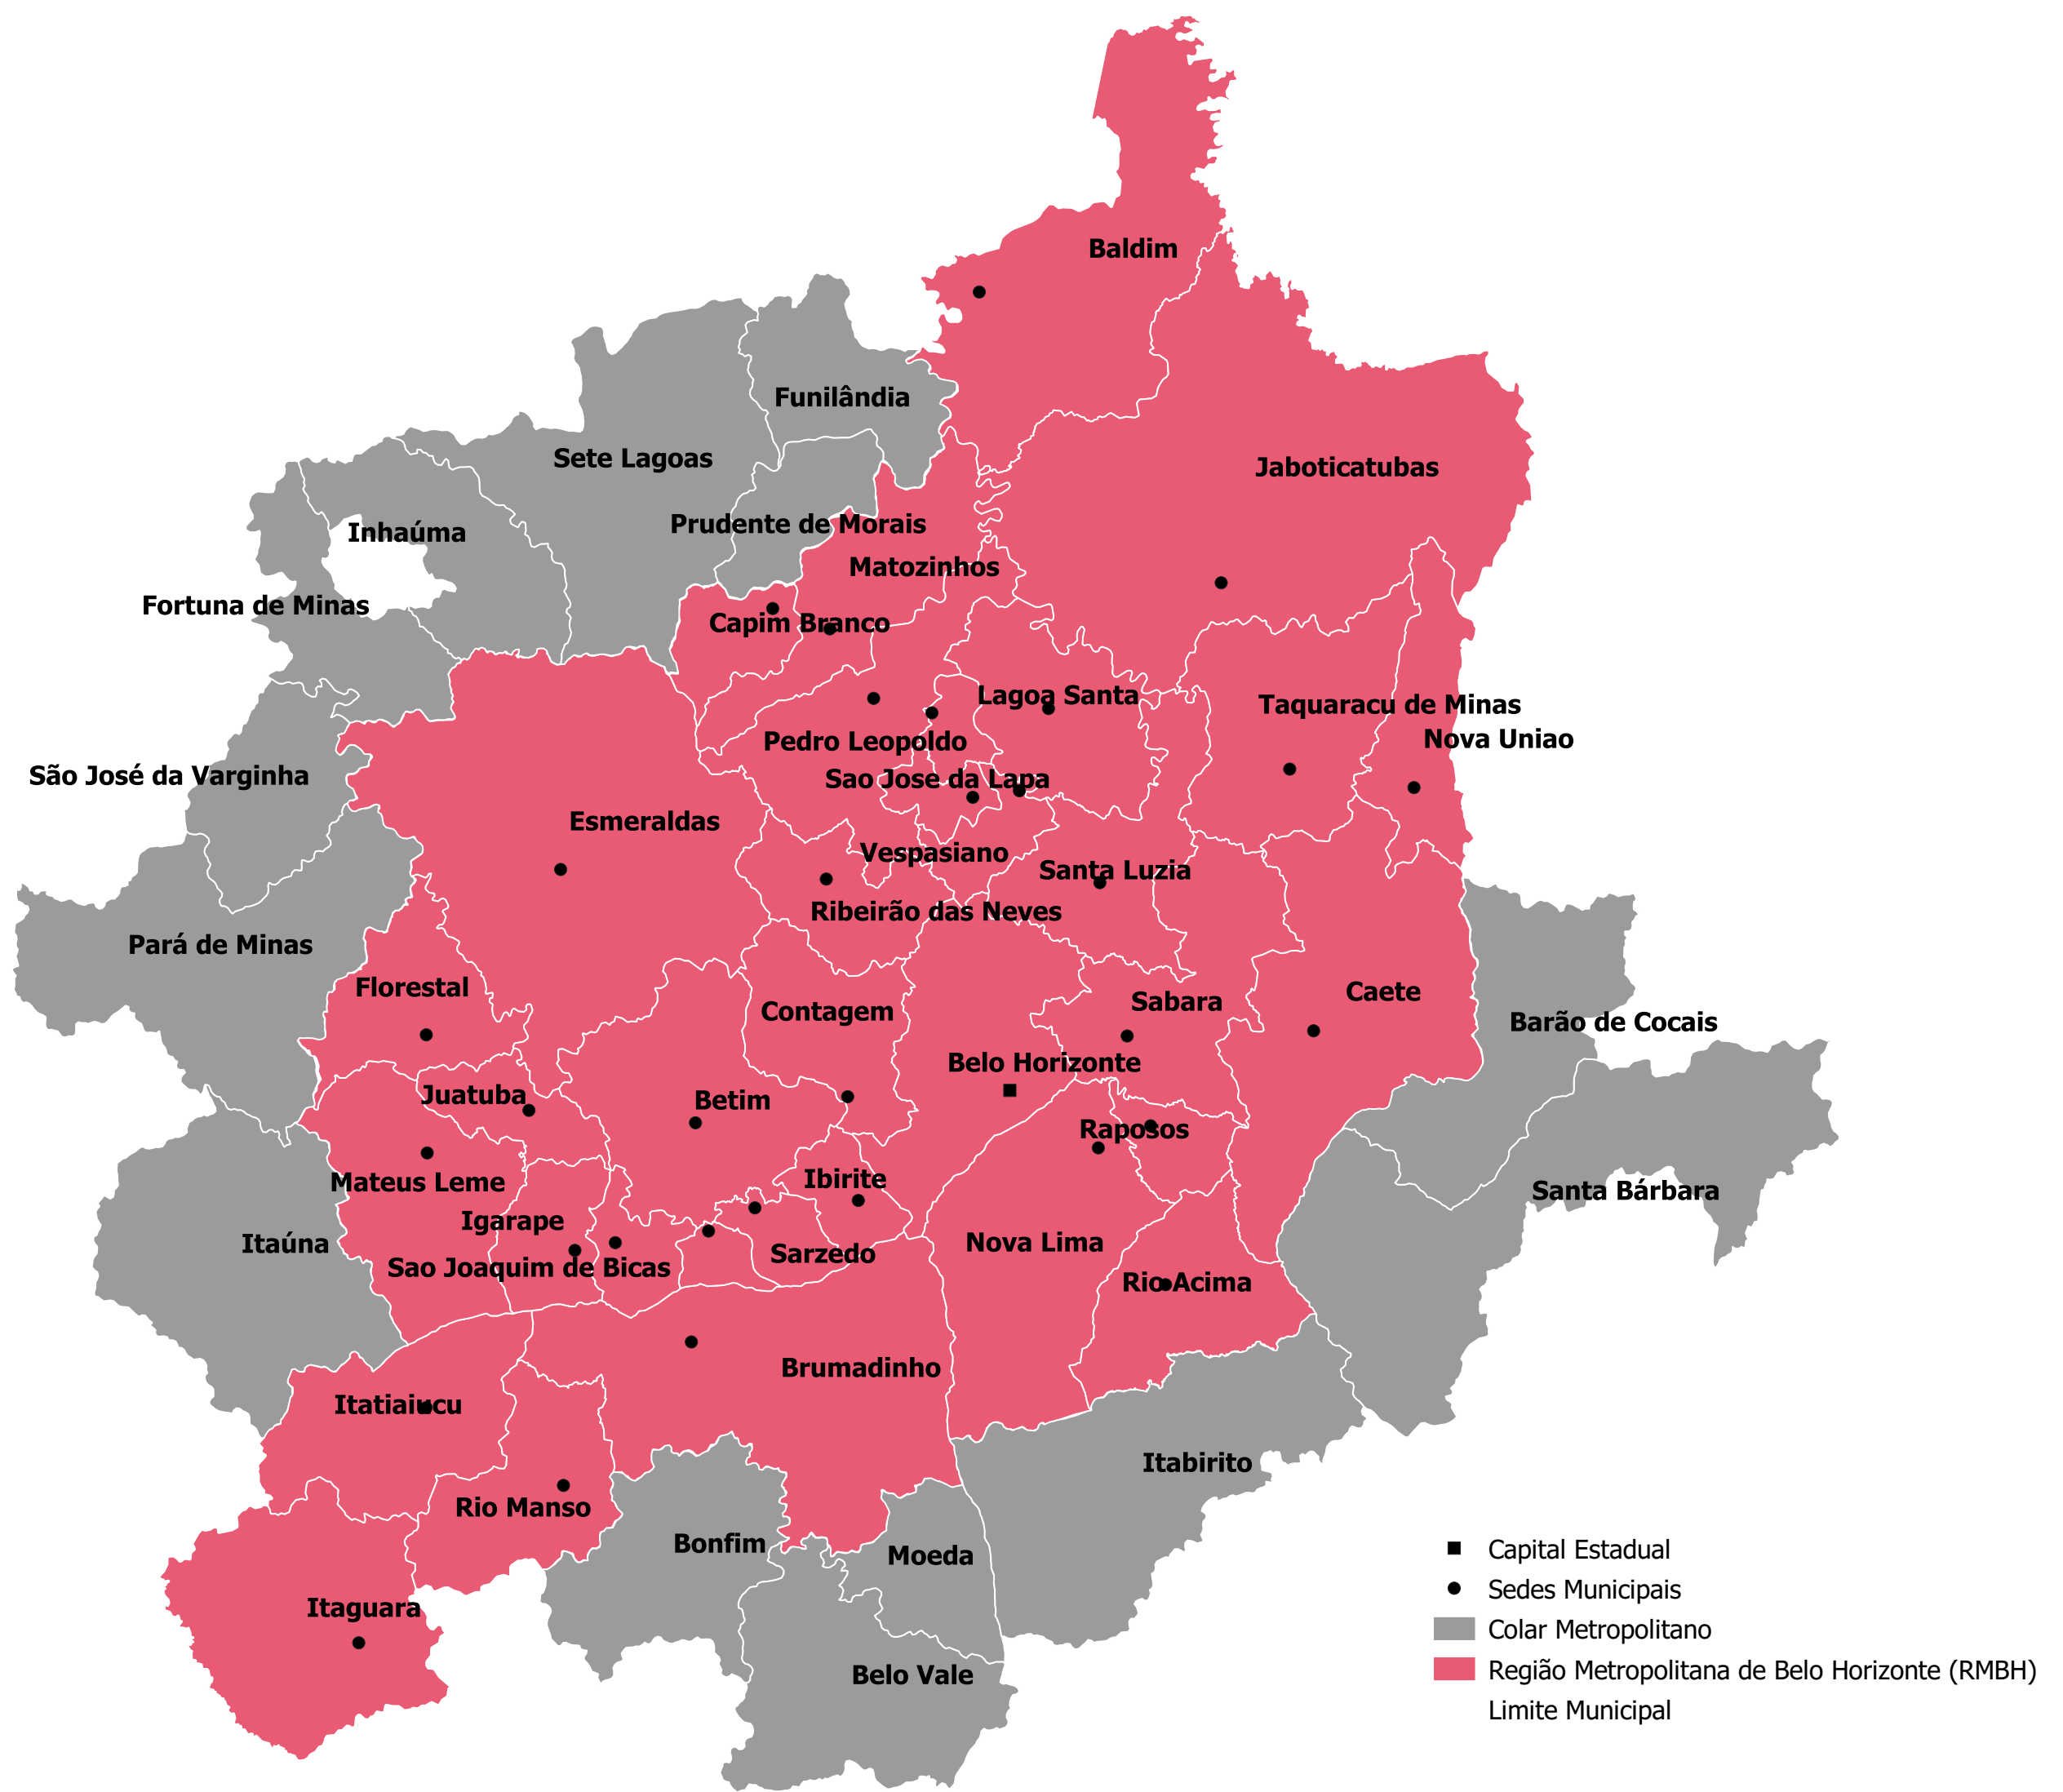 Baldim
Funilândia
Sete Lagoas
Jaboticatubas
Prudente de Morais
Inhaúma
Matozinhos
Fortuna de Minas
Capim Branco
Lagoa Santa
Taquaracu de Minas
Nova Uniao
Pedro Leopoldo
São José da Varginha
Sao Jose da Lapa
Esmeraldas
Vespasiano
Santa Luzia
Ribeirão das Neves
Pará de Minas
Florestal
Caete
Sabara
Contagem
Barão de Cocais
Belo Horizonte
Juatuba
Betim
Raposos
Ibirite
Mateus Leme
Santa Bárbara
Igarape
Itaúna
Nova Lima
Sarzedo
Sao Joaquim de Bicas
Rio Acima
Brumadinho
Itatiaiucu
Itabirito
Rio Manso
Bonfim
Moeda
Itaguara
Belo Vale
Capital Estadual
Sedes Municipais
Colar Metropolitano
Região Metropolitana de Belo Horizonte (RMBH)
Limite Municipal